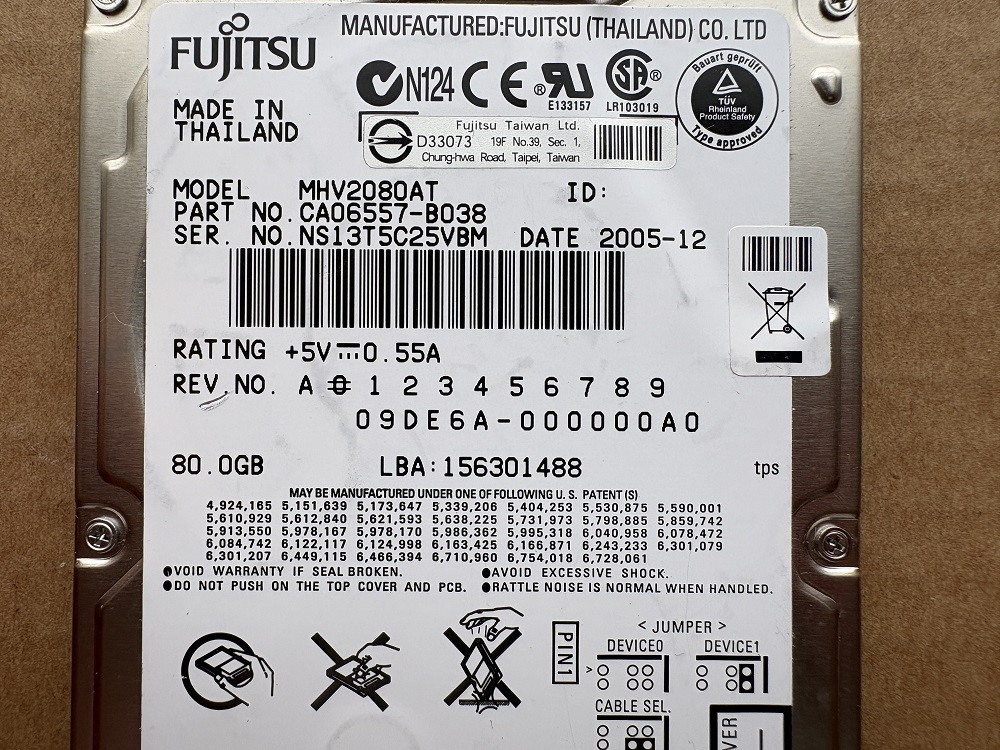 FUJITSU
MANUFACTURED:FUJITSU (THAILAND) CO. LTD
N124 CE ® RU ® SA ®
E133157 LR103019
Bauart geprüft
TÜV
Rheinland
Product Safety
Type approved
MADE IN
THAILAND
Fujitsu Taiwan Ltd.
D33073 19F No.39, Sec. 1,
Chung-hwa Road, Taipei, Taiwan
MODEL MHV2080AT ID:
PART NO.CA06557-B038
SER. NO.NS13T5C25VBM DATE 2005-12
RATING +5V⎓0.55A
REV.NO. A 0 1 2 3 4 5 6 7 8 9
09DE6A-000000A0
80.0GB LBA:156301488 tps
MAY BE MANUFACTURED UNDER ONE OF FOLLOWING U. S. PATENT (S)
4,924,165 5,151,639 5,173,647 5,339,206 5,404,253 5,530,875 5,590,001
5,610,929 5,612,840 5,621,593 5,638,225 5,731,973 5,798,885 5,859,742
5,913,550 5,978,167 5,978,170 5,986,362 5,995,318 6,040,958 6,078,472
6,084,742 6,122,117 6,124,998 6,163,425 6,166,871 6,243,233 6,301,079
6,301,207 6,449,115 6,466,394 6,710,960 6,754,018 6,728,061
●VOID WARRANTY IF SEAL BROKEN. ●AVOID EXCESSIVE SHOCK.
●DO NOT PUSH ON THE TOP COVER AND PCB. ●RATTLE NOISE IS NORMAL WHEN HANDLED.
PIN1
< JUMPER >
DEVICE0 DEVICE1
CABLE SEL.
VER